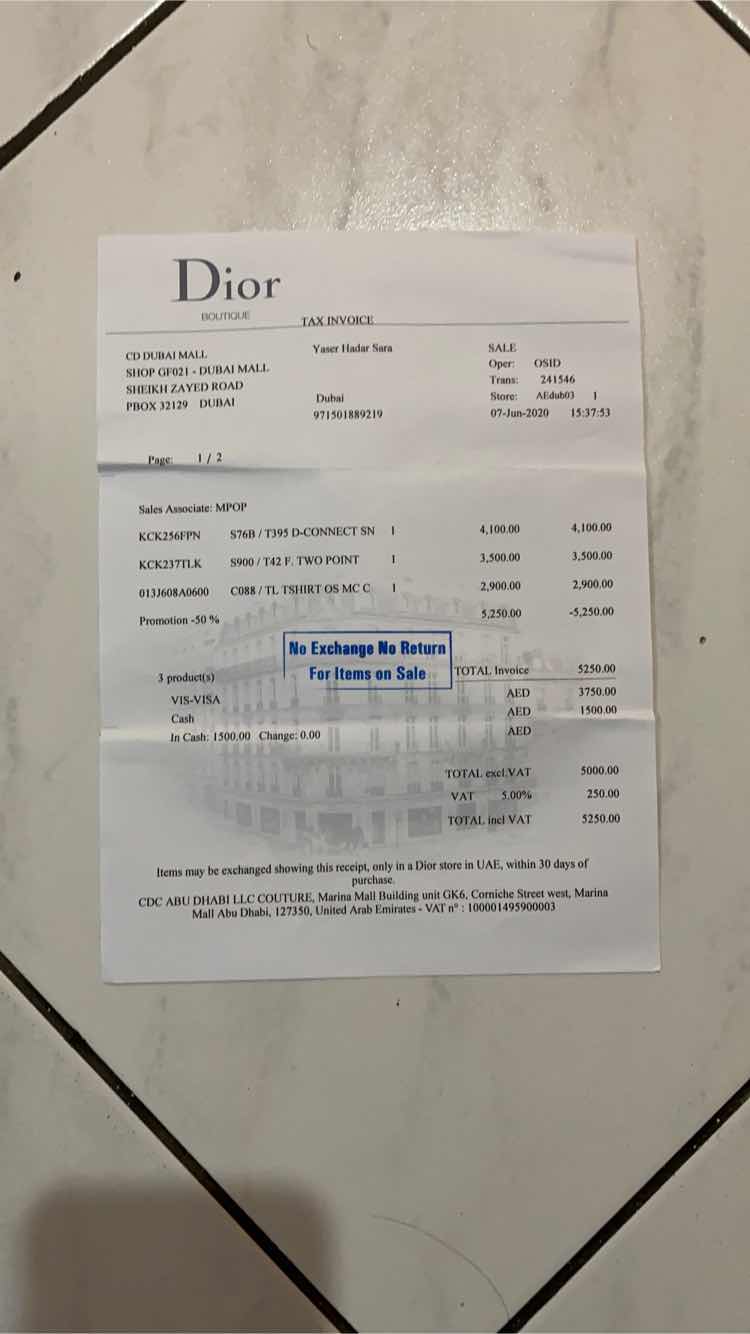 Dior
BOUTIQUE
TAX INVOICE
CD DUBAI MALL
SHOP GF021 - DUBAI MALL
SHEIKH ZAYED ROAD
PBOX 32129 DUBAI
Yaser Hadar Sara
Dubai
971501889219
SALE
Oper: OSID
Trans: 241546
Store: AEdub03 1
07-Jun-2020 15:37:53
Page: 1 / 2
Sales Associate: MPOP
KCK256FPN S76B / T395 D-CONNECT SN 1 4,100.00 4,100.00
KCK237TLK S900 / T42 F. TWO POINT 1 3,500.00 3,500.00
013J608A0600 C088 / TL TSHIRT OS MC C 1 2,900.00 2,900.00
Promotion -50 % 5,250.00 -5,250.00
No Exchange No Return
For Items on Sale
3 product(s) TOTAL Invoice 5250.00
VIS-VISA AED 3750.00
Cash AED 1500.00
In Cash: 1500.00 Change: 0.00 AED
TOTAL excl.VAT 5000.00
VAT 5.00% 250.00
TOTAL incl VAT 5250.00
Items may be exchanged showing this receipt, only in a Dior store in UAE, within 30 days of
purchase.
CDC ABU DHABI LLC COUTURE, Marina Mall Building unit GK6, Corniche Street west, Marina
Mall Abu Dhabi, 127350, United Arab Emirates - VAT n° : 100001495900003